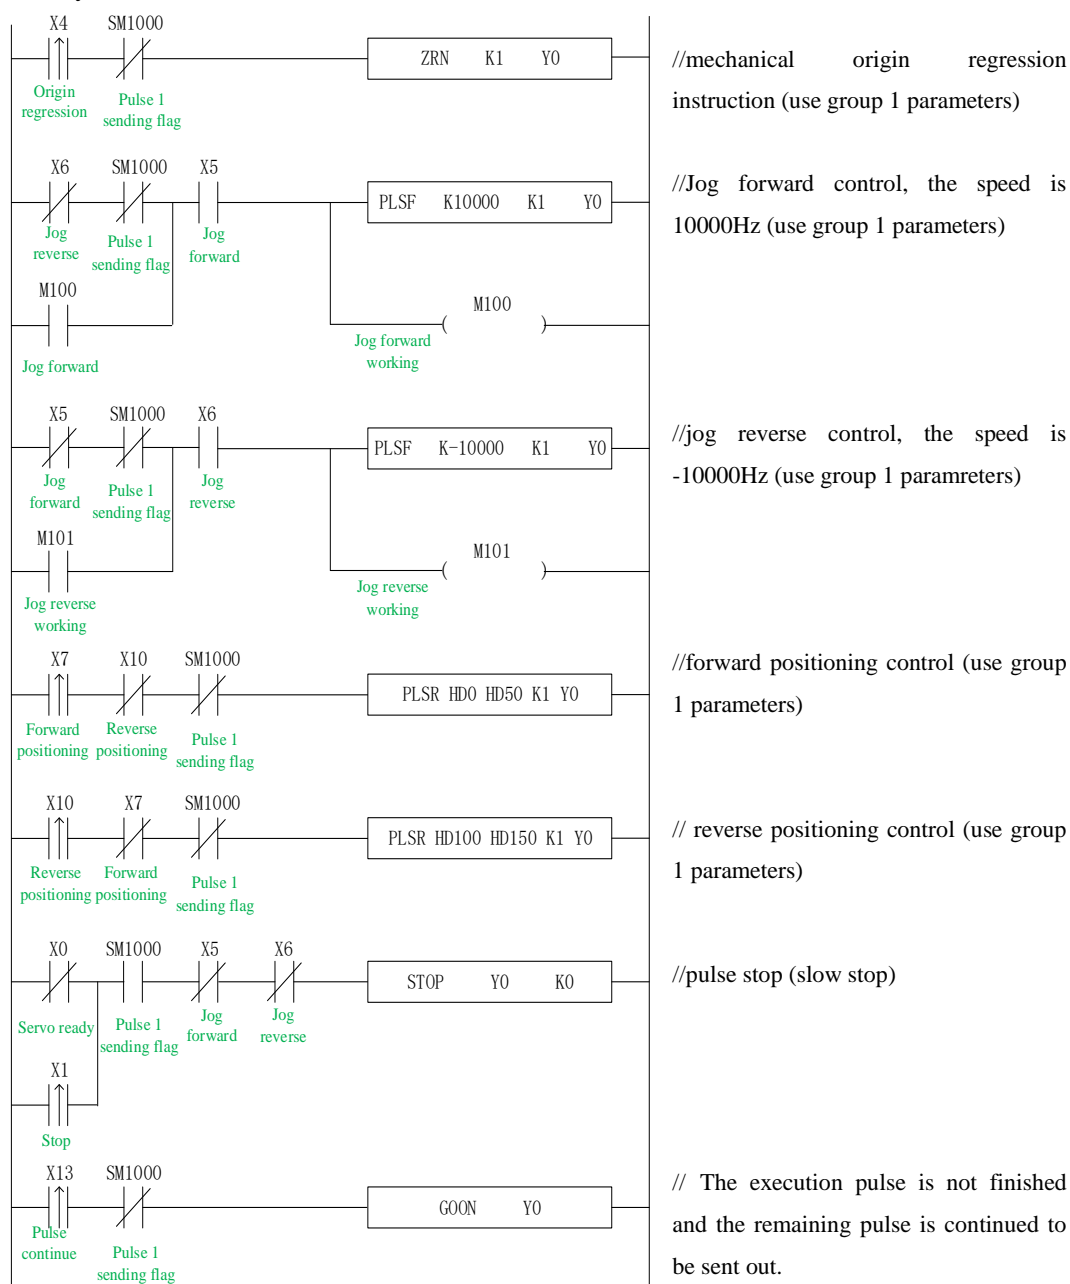 X4 SM1000
ZRN K1 Y0
Origin
regression
Pulse 1
sending flag
//mechanical origin regression
instruction (use group 1 parameters)
X6 SM1000 X5
PLSF K10000 K1 Y0
Jog
reverse
Pulse 1
sending flag
Jog
forward
//Jog forward control, the speed is
10000Hz (use group 1 parameters)
M100
M100
( )
Jog forward
Jog forward
working
X5 SM1000 X6
PLSF K-10000 K1 Y0
Jog
forward
Pulse 1
sending flag
Jog
reverse
//jog reverse control, the speed is
-10000Hz (use group 1 paramreters)
M101
M101
( )
Jog reverse
working
Jog reverse
working
X7 X10 SM1000
PLSR HD0 HD50 K1 Y0
Forward
positioning
Reverse
positioning
Pulse 1
sending flag
//forward positioning control (use group
1 parameters)
X10 X7 SM1000
PLSR HD100 HD150 K1 Y0
Reverse
positioning
Forward
positioning
Pulse 1
sending flag
// reverse positioning control (use group
1 parameters)
X0 SM1000 X5 X6
STOP Y0 K0
Servo ready
Pulse 1
sending flag
Jog
forward
Jog
reverse
//pulse stop (slow stop)
X1
Stop
X13 SM1000
GOON Y0
Pulse
continue
Pulse 1
sending flag
// The execution pulse is not finished
and the remaining pulse is continued to
be sent out.